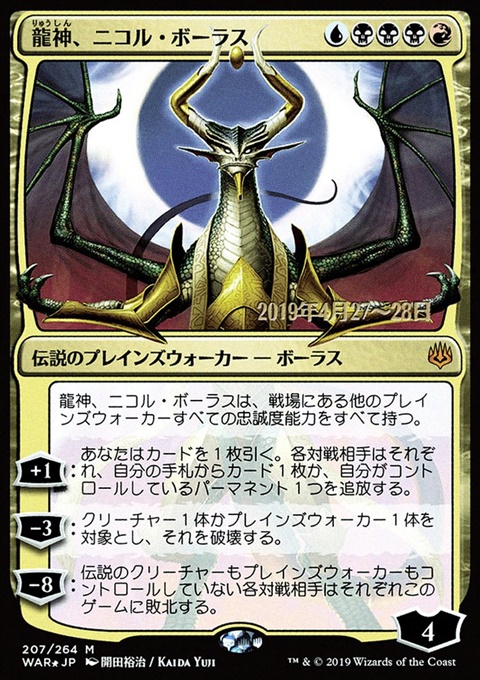 りゅうしん
龍神、ニコル・ボーラス
2019年4月27〜28日
伝説のプレインズウォーカー — ボーラス
龍神、ニコル・ボーラスは、戦場にある他のプレイ
ンズウォーカーすべての忠誠度能力をすべて持つ。
+1:あなたはカードを1枚引く。各対戦相手はそれぞ
れ、自分の手札からカード1枚か、自分がコント
ロールしているパーマネント1つを追放する。
-3:クリーチャー1体かプレインズウォーカー1体を
対象とし、それを破壊する。
-8:伝説のクリーチャーもプレインズウォーカーも
コントロールしていない各対戦相手はそれぞれこの
ゲームに敗北する。
4
207/264 M
WAR★JP 開田裕治 / KAIDA YUJI
™ & © 2019 Wizards of the Coast